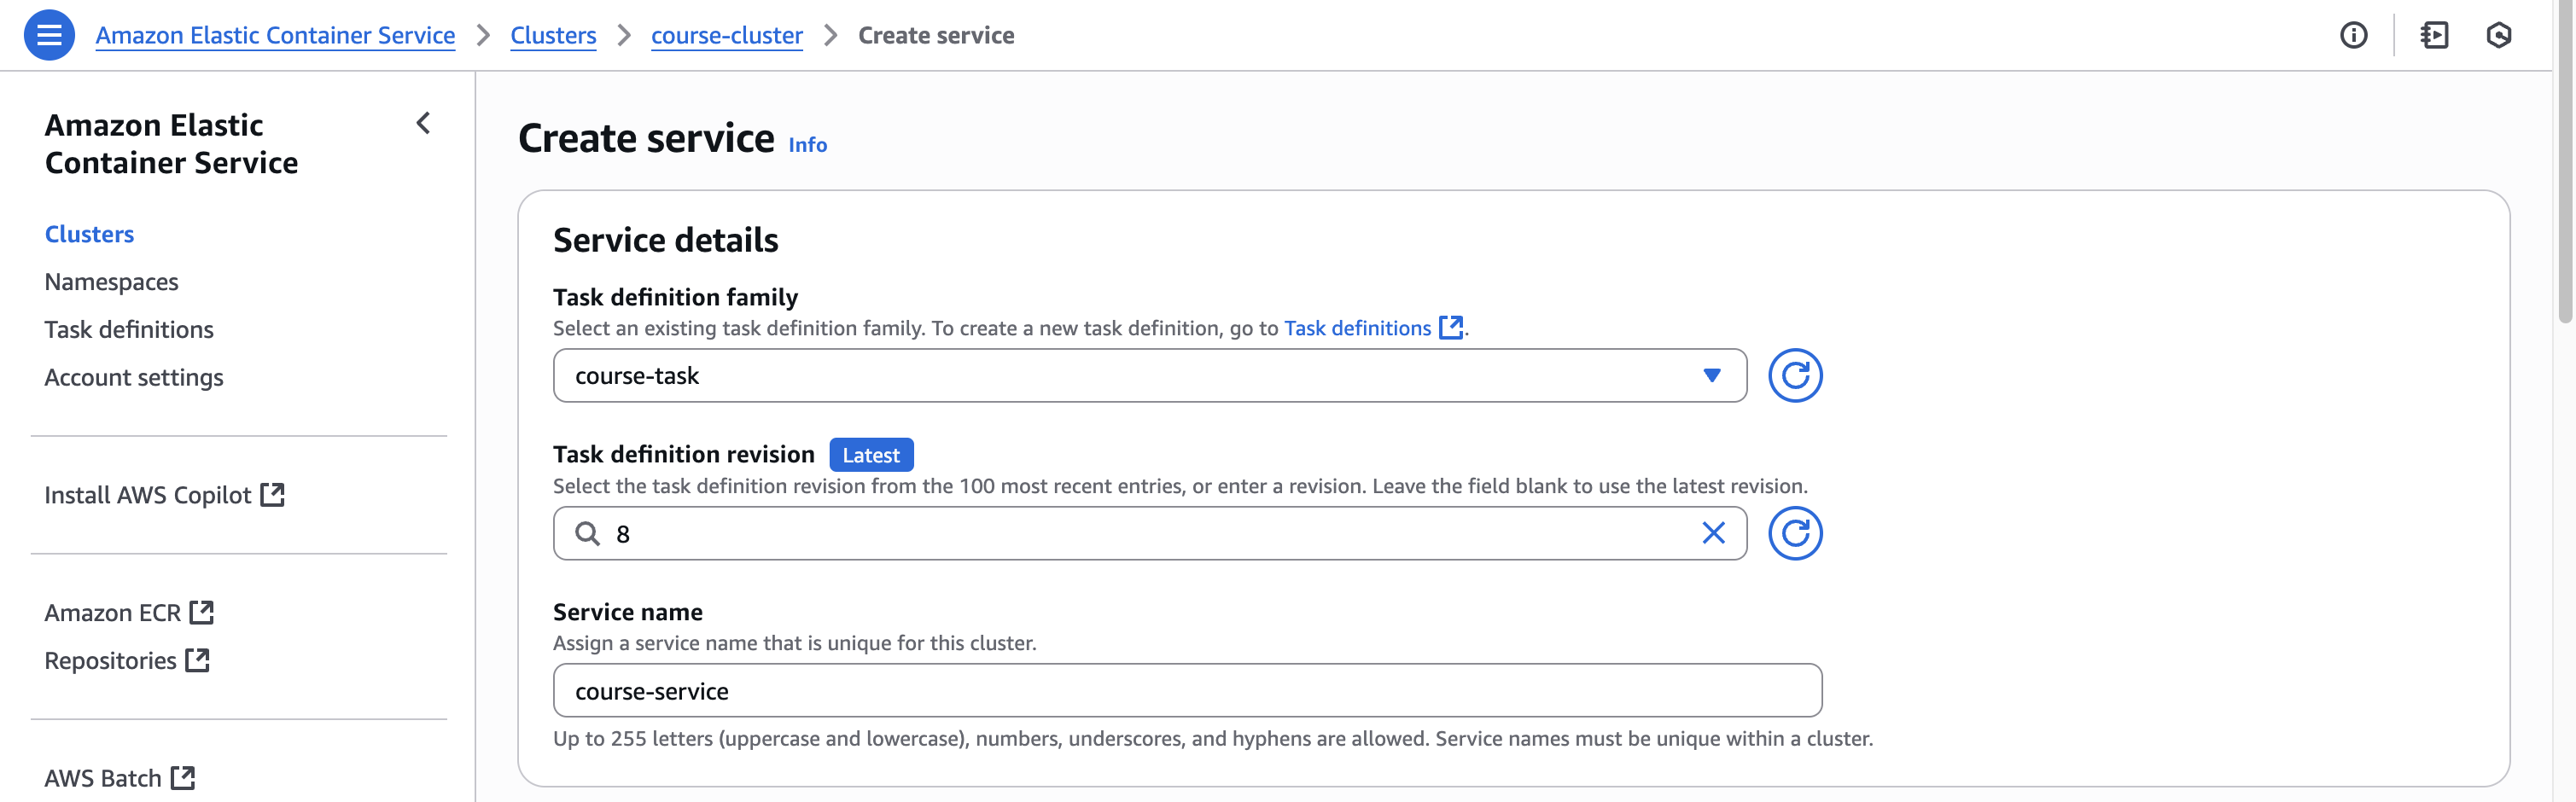 Amazon Elastic Container Service > Clusters > course-cluster > Create service
Amazon Elastic
Container Service
Clusters
Namespaces
Task definitions
Account settings
Install AWS Copilot
Amazon ECR
Repositories
AWS Batch
Create service Info
Service details
Task definition family
Select an existing task definition family. To create a new task definition, go to Task definitions.
course-task
Task definition revision Latest
Select the task definition revision from the 100 most recent entries, or enter a revision. Leave the field blank to use the latest revision.
8
Service name
Assign a service name that is unique for this cluster.
course-service
Up to 255 letters (uppercase and lowercase), numbers, underscores, and hyphens are allowed. Service names must be unique within a cluster.